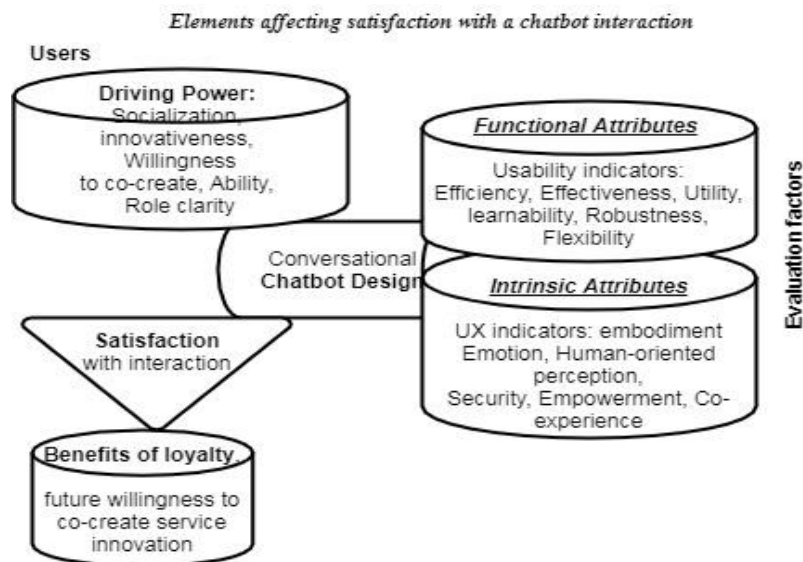 Elements affecting satisfaction with a chatbot interaction
Users
Driving Power:
Socialization,
innovativeness,
Willingness
to co-create, Ability,
Role clarity
Functional Attributes
Usability indicators:
Efficiency, Effectiveness, Utility,
learnability, Robustness,
Flexibility
Conversational
Chatbot Design
Intrinsic Attributes
UX indicators: embodiment
Emotion, Human-oriented
perception,
Security, Empowerment, Co-
experience
Evaluation factors
Satisfaction
with interaction
Benefits of loyalty,
future willingness to
co-create service
innovation